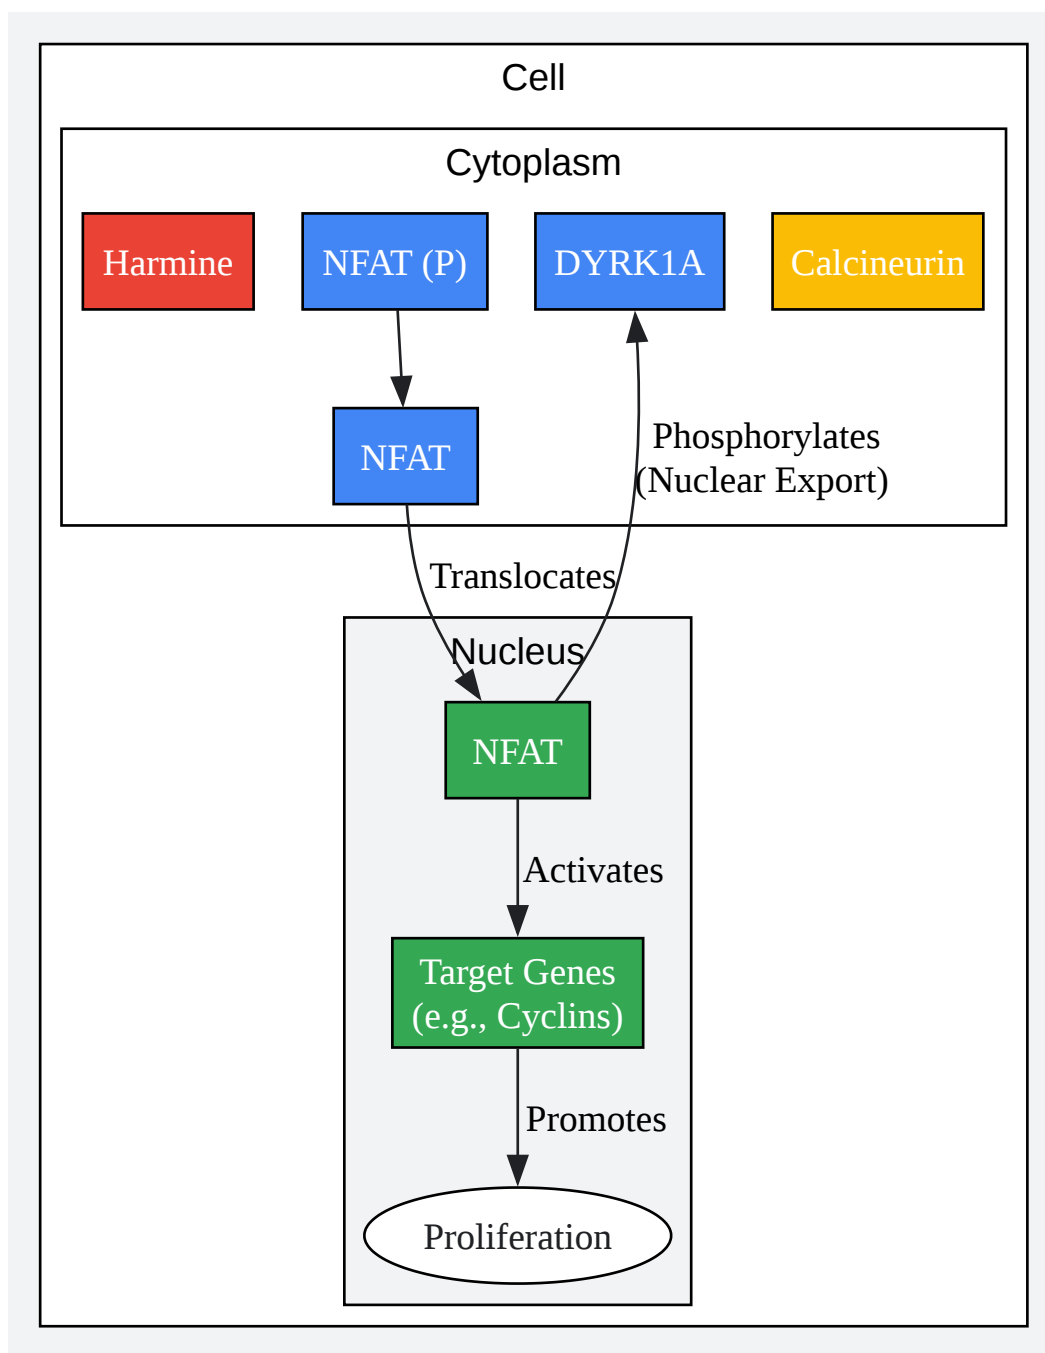 Cell
Cytoplasm
Harmine
NFAT (P)
DYRK1A
Calcineurin
NFAT
Phosphorylates
(Nuclear Export)
Translocates
Nucleus
NFAT
Activates
Target Genes
(e.g., Cyclins)
Promotes
Proliferation